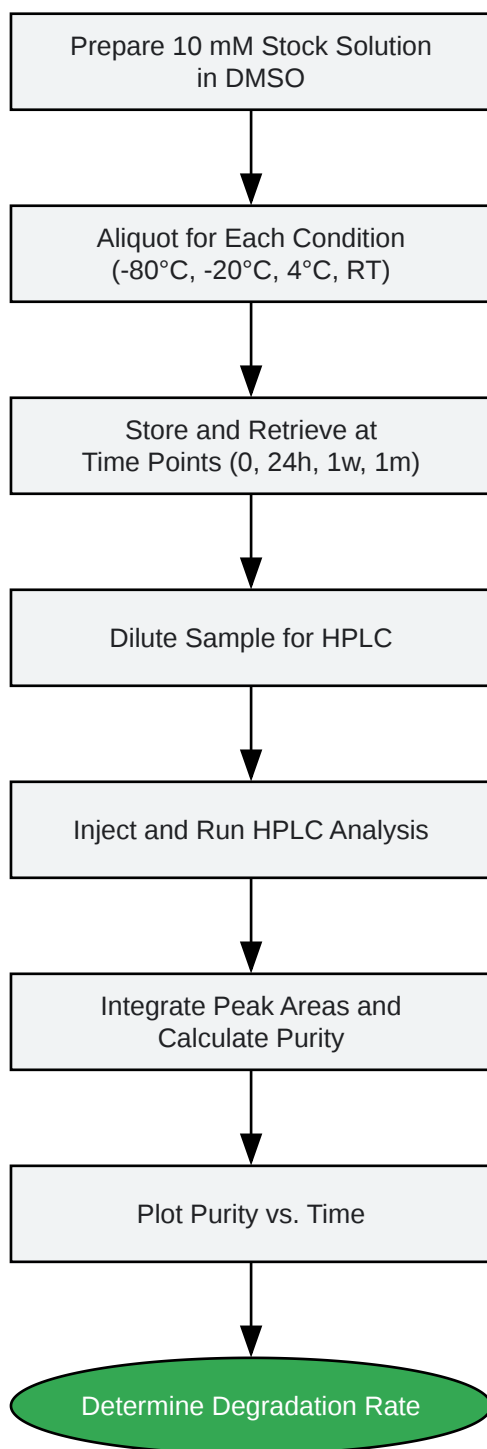 Prepare 10 mM Stock Solution
in DMSO
Aliquot for Each Condition
(-80°C, -20°C, 4°C, RT)
Store and Retrieve at
Time Points (0, 24h, 1w, 1m)
Dilute Sample for HPLC
Inject and Run HPLC Analysis
Integrate Peak Areas and
Calculate Purity
Plot Purity vs. Time
Determine Degradation Rate